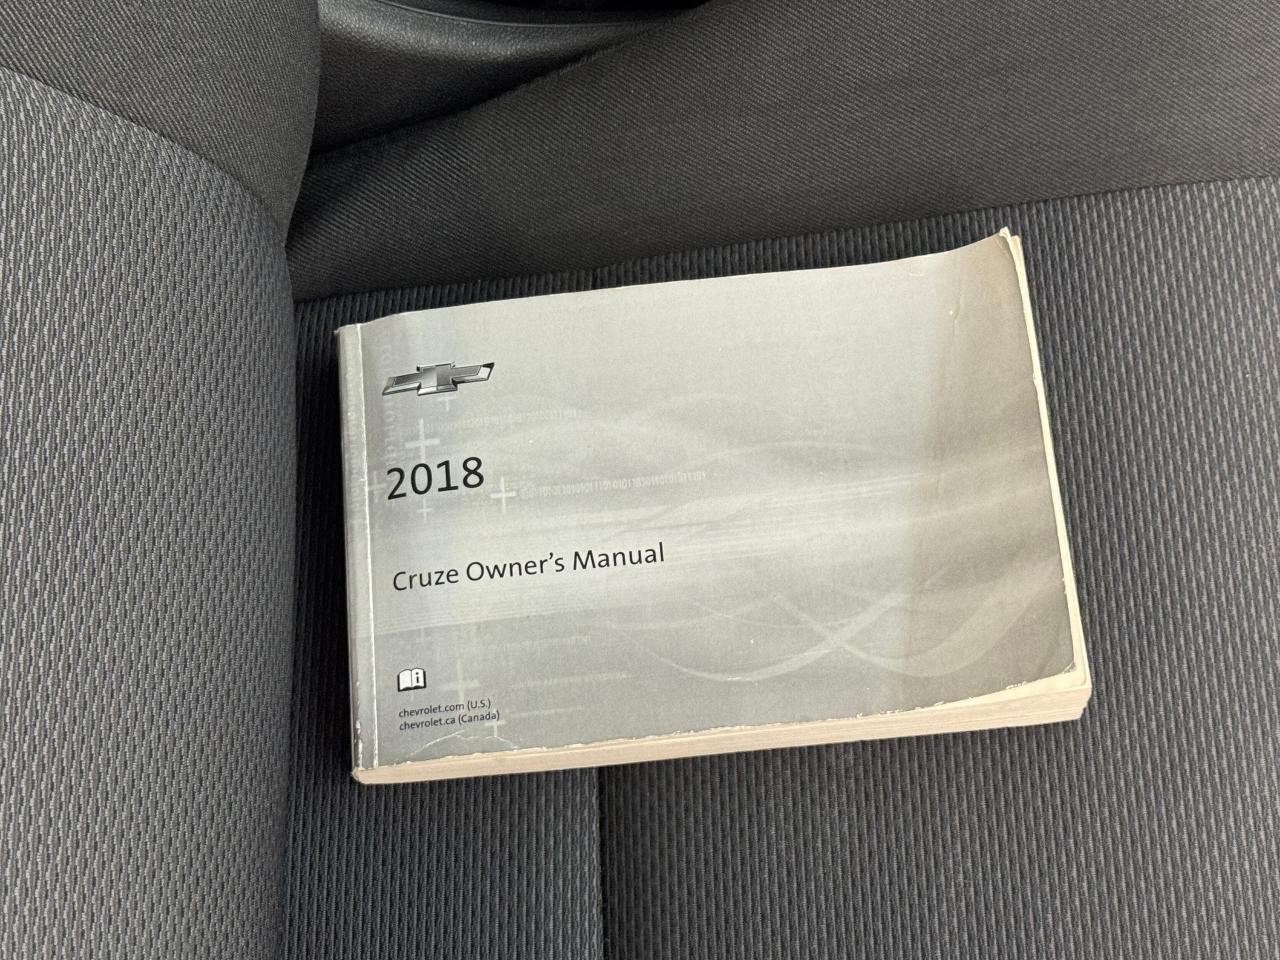 2018
Cruze Owner's Manual
chevrolet.com (U.S.)
chevrolet.ca (Canada)